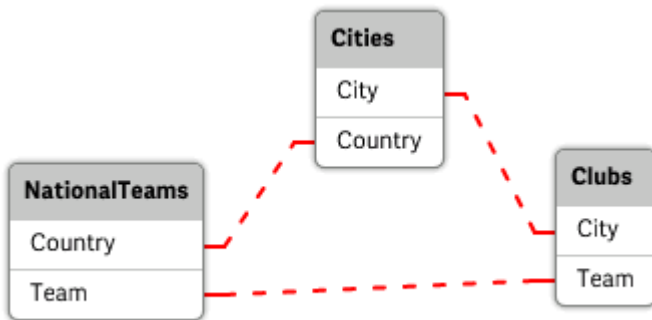 Cities
City
Country
NationalTeams
Country
Team
Clubs
City
Team